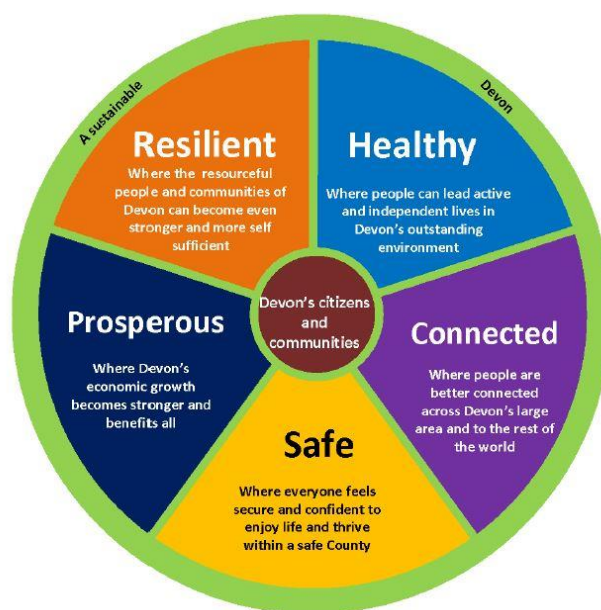 A sustainable
Devon
Resilient
Where the resourceful
people and communities of
Devon can become even
stronger and more self
sufficient
Healthy
Where people can lead active
and independent lives in
Devon's outstanding
environment
Prosperous
Where Devon's
economic growth
becomes stronger and
benefits all
Devon's citizens
and
communities
Connected
Where people are
better connected
across Devon's large
area and to the rest of
the world
Safe
Where everyone feels
secure and confident to
enjoy life and thrive
within a safe County